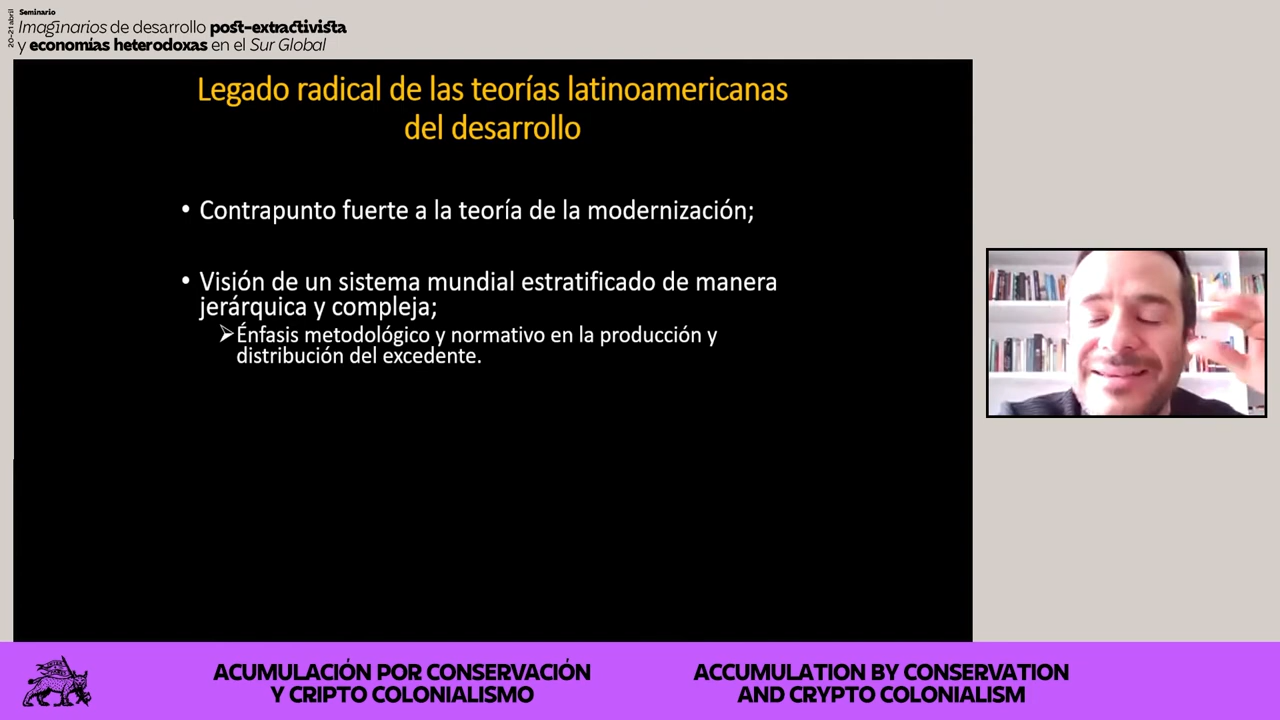 20-21 abril
Seminario
Imaginarios de desarrollo post-extractivista
y economías heterodoxas en el Sur Global
Legado radical de las teorías latinoamericanas
del desarrollo
• Contrapunto fuerte a la teoría de la modernización;
• Visión de un sistema mundial estratificado de manera
jerárquica y compleja;
➢Énfasis metodológico y normativo en la producción y
distribución del excedente.
ACUMULACIÓN POR CONSERVACIÓN
Y CRIPTO COLONIALISMO
ACCUMULATION BY CONSERVATION
AND CRYPTO COLONIALISM